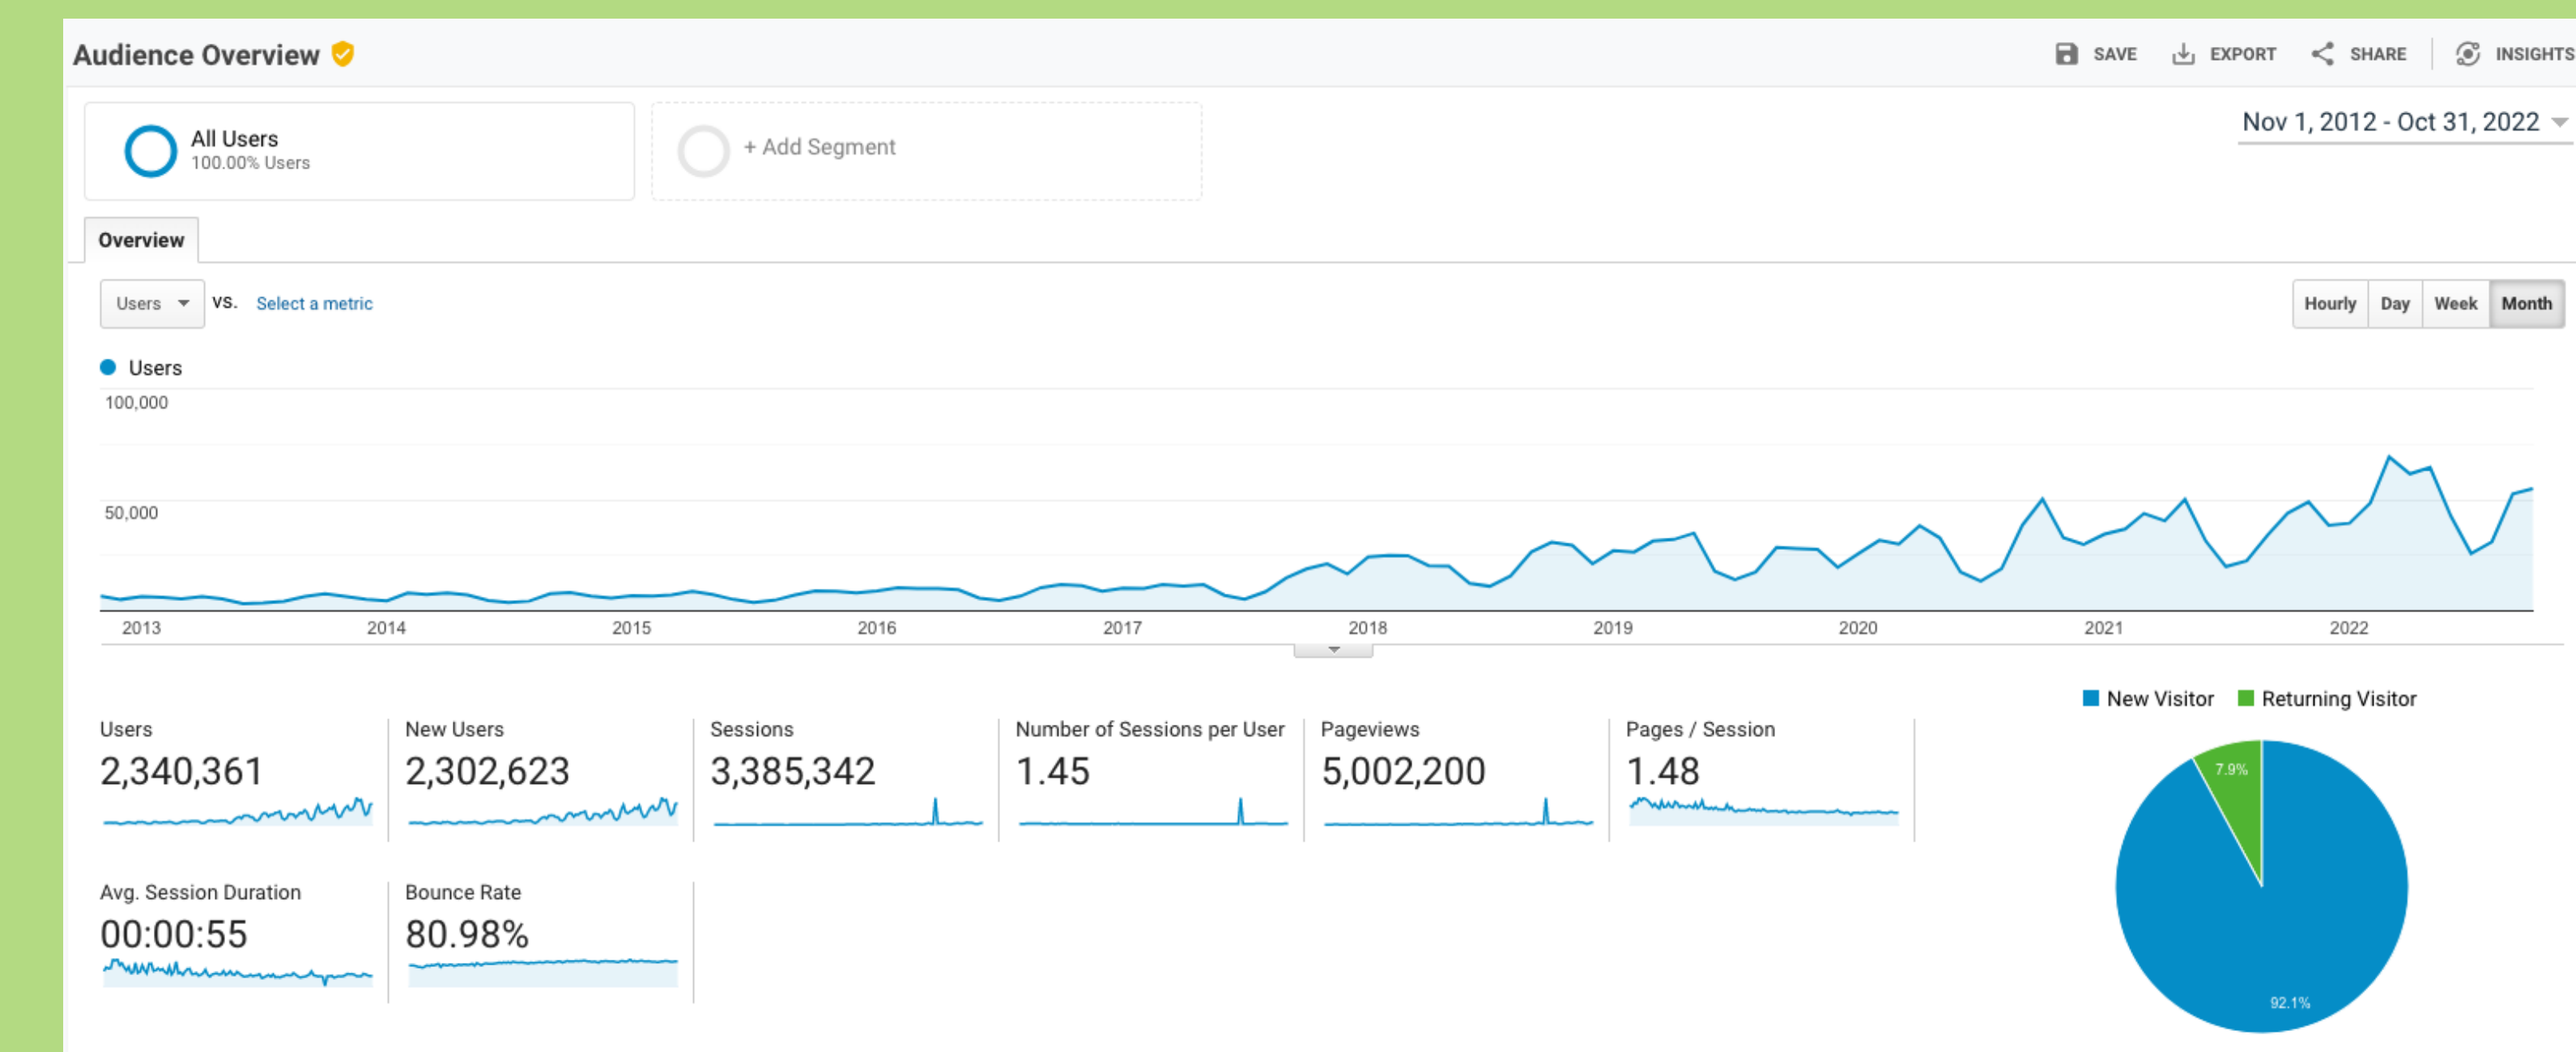 Audience Overview
SAVE EXPORT SHARE INSIGHTS
All Users
100.00% Users
+ Add Segment
Nov 1, 2012 - Oct 31, 2022
Overview
Users VS. Select a metric
Hourly Day Week Month
Users
100,000
50,000
2013 2014 2015 2016 2017 2018 2019 2020 2021 2022
New Visitor Returning Visitor
Users
2,340,361
New Users
2,302,623
Sessions
3,385,342
Number of Sessions per User
1.45
Pageviews
5,002,200
Pages / Session
1.48
Avg. Session Duration
00:00:55
Bounce Rate
80.98%
7.9%
92.1%